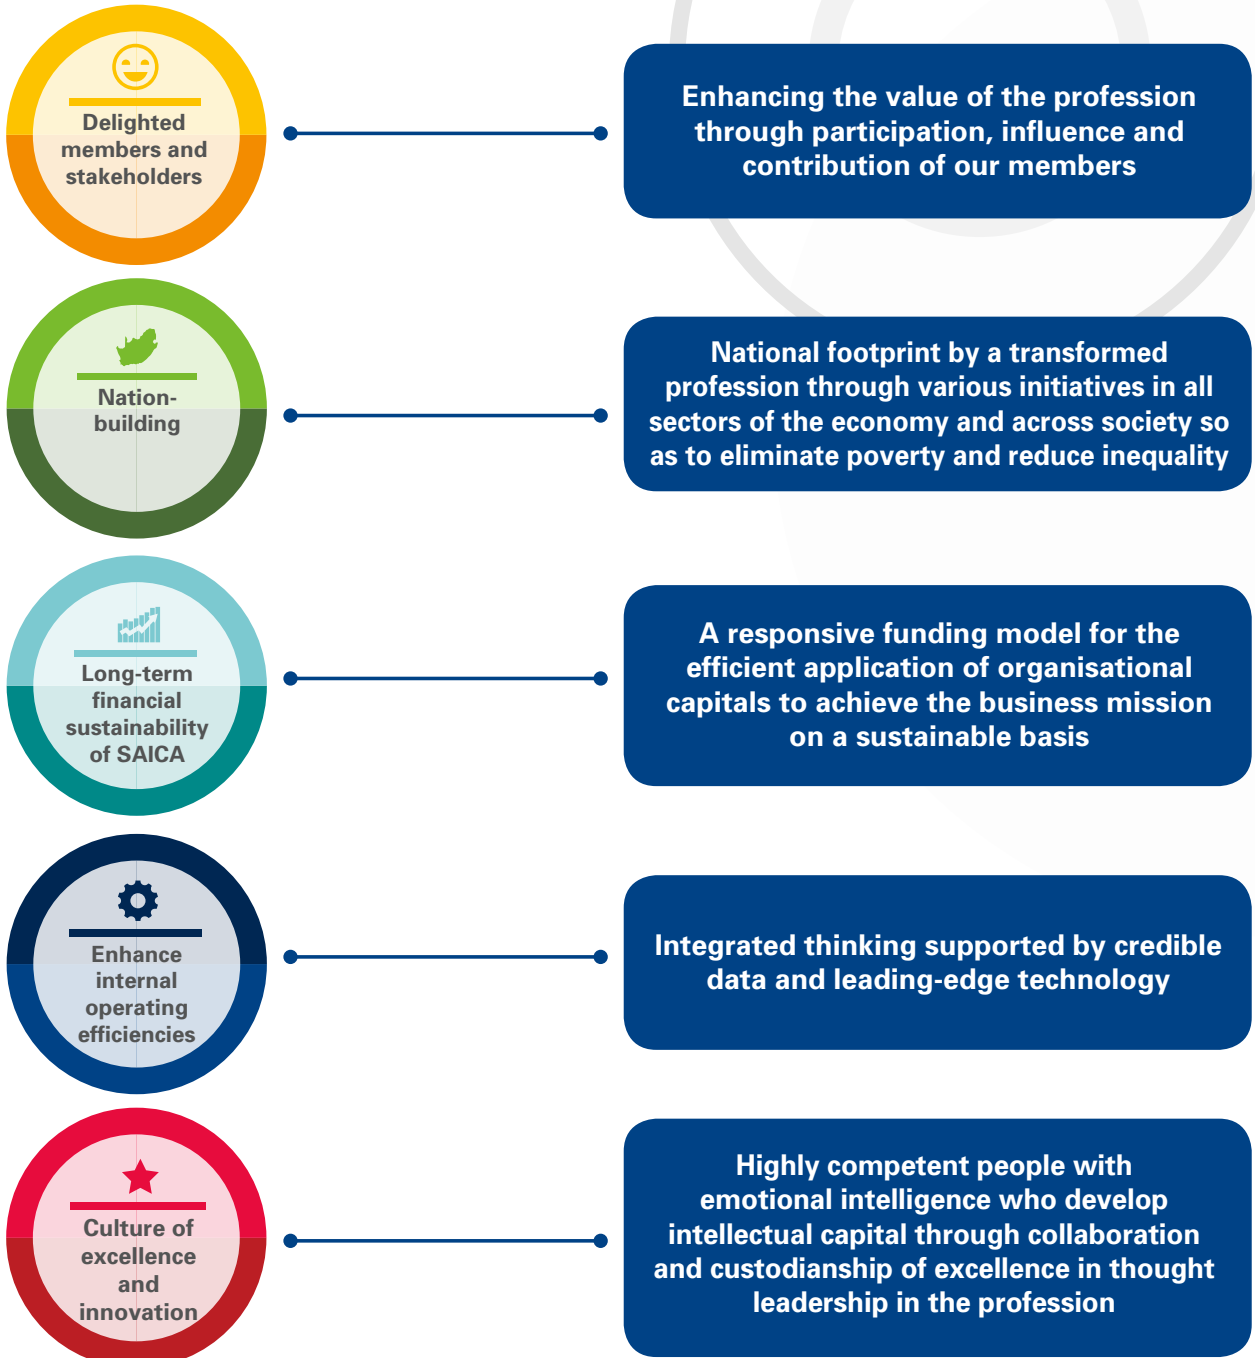 Delighted
members and
stakeholders
Enhancing the value of the profession
through participation, influence and
contribution of our members
Nation-
building
National footprint by a transformed
profession through various initiatives in all
sectors of the economy and across society so
as to eliminate poverty and reduce inequality
Long-term
financial
sustainability
of SAICA
A responsive funding model for the
efficient application of organisational
capitals to achieve the business mission
on a sustainable basis
Enhance
internal
operating
efficiencies
Integrated thinking supported by credible
data and leading-edge technology
Culture of
excellence
and
innovation
Highly competent people with
emotional intelligence who develop
intellectual capital through collaboration
and custodianship of excellence in thought
leadership in the profession